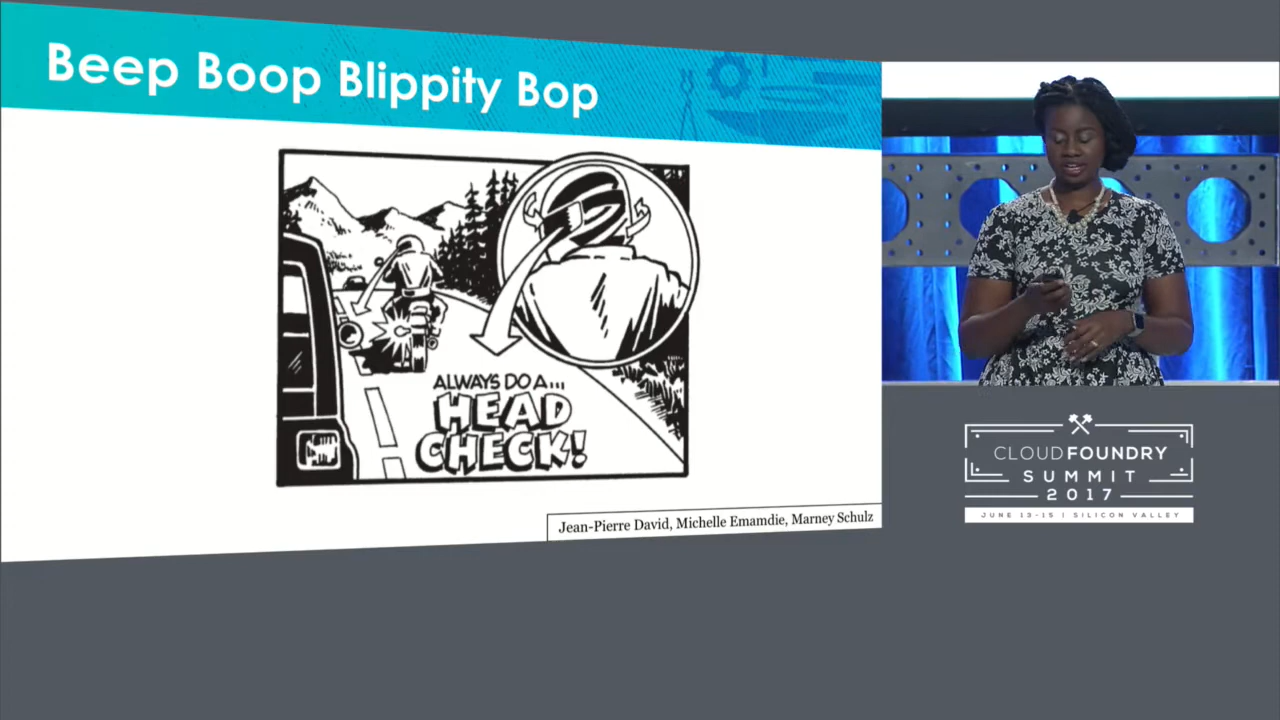 Beep Boop Blippity Bop
ALWAYS DO A...
HEAD
CHECK!
Jean-Pierre David, Michelle Emamdie, Marney Schulz
CLOUD FOUNDRY
SUMMIT
2017
JUNE 13-15 | SILICON VALLEY